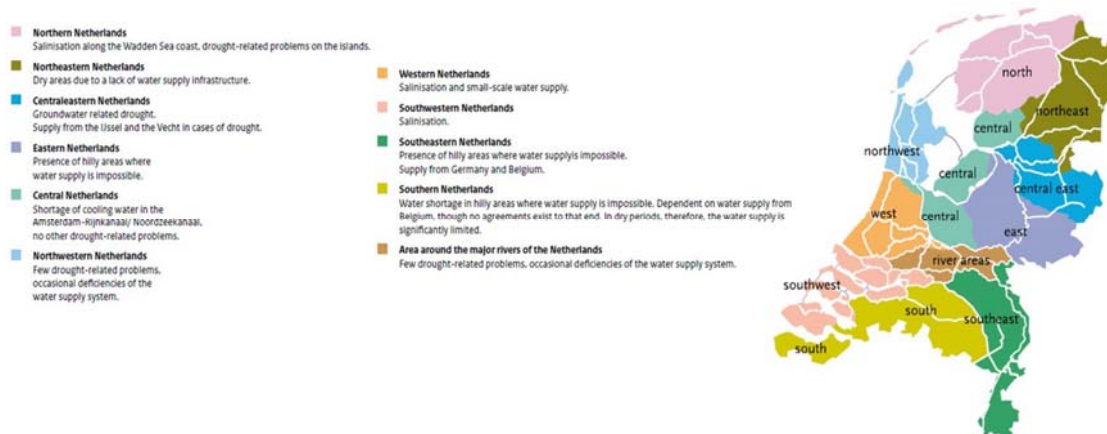 Northern Netherlands
Salinisation along the Wadden Sea coast, drought-related problems on the islands.
Northeastern Netherlands
Dry areas due to a lack of water supply infrastructure.
Centraleastern Netherlands
Groundwater related drought.
Supply from the IJssel and the Vecht in cases of drought.
Eastern Netherlands
Presence of hilly areas where
water supply is impossible.
Central Netherlands
Shortage of cooling water in the
Amsterdam-Rijnkanaal/ Noordzeekanaal,
no other drought-related problems.
Northwestern Netherlands
Few drought-related problems,
occasional deficiencies of the
water supply system.
Western Netherlands
Salinisation and small-scale water supply.
Southwestern Netherlands
Salinisation.
Southeastern Netherlands
Presence of hilly areas where water supplyis impossible.
Supply from Germany and Belgium.
Southern Netherlands
Water shortage in hilly areas where water supply is impossible. Dependent on water supply from
Belgium, though no agreements exist to that end. In dry periods, therefore, the water supply is
significantly limited.
Area around the major rivers of the Netherlands
Few drought-related problems, occasional deficiencies of the water supply system.
north
northeast
central
northwest
central
central east
west
central
east
river areas
southwest
south
southeast
south